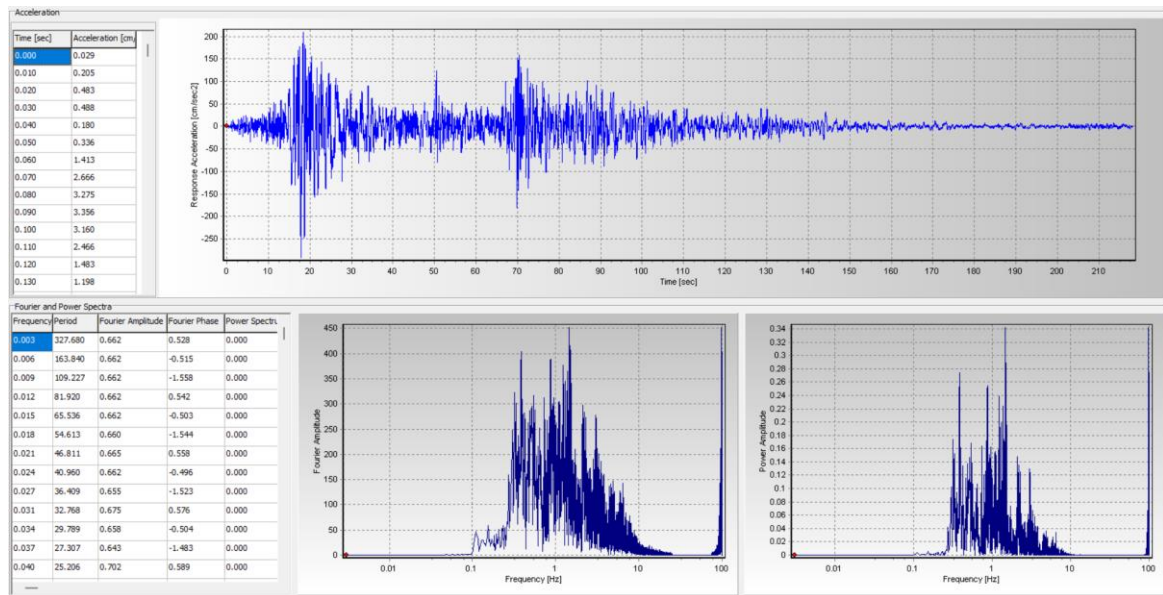 Acceleration
Time [sec] Acceleration [cm/
0.000 0.029
0.010 0.205
0.020 0.483
0.030 0.488
0.040 0.180
0.050 0.336
0.060 1.413
0.070 2.666
0.080 3.275
0.090 3.356
0.100 3.160
0.110 2.466
0.120 1.483
0.130 1.198
Response Acceleration [cm/sec2]
200
150
100
50
0
-50
-100
-150
-200
-250
0 10 20 30 40 50 60 70 80 90 100 110 120 130 140 150 160 170 180 190 200 210
Time [sec]
Fourier and Power Spectra
Frequency Period Fourier Amplitude Fourier Phase Power Spectru
0.003 327.680 0.662 0.528 0.000
0.006 163.840 0.662 -0.515 0.000
0.009 109.227 0.662 -1.558 0.000
0.012 81.920 0.662 0.542 0.000
0.015 65.536 0.662 -0.503 0.000
0.018 54.613 0.660 -1.544 0.000
0.021 46.811 0.665 0.558 0.000
0.024 40.960 0.662 -0.496 0.000
0.027 36.409 0.655 -1.523 0.000
0.031 32.768 0.675 0.576 0.000
0.034 29.789 0.658 -0.504 0.000
0.037 27.307 0.643 -1.483 0.000
0.040 25.206 0.702 0.589 0.000
Fourier Amplitude
450
400
350
300
250
200
150
100
50
0
0.01 0.1 1 10 100
Frequency [Hz]
Power Amplitude
0.34
0.32
0.3
0.28
0.26
0.24
0.22
0.2
0.18
0.16
0.14
0.12
0.1
0.08
0.06
0.04
0.02
0
0.01 0.1 1 10 100
Frequency [Hz]